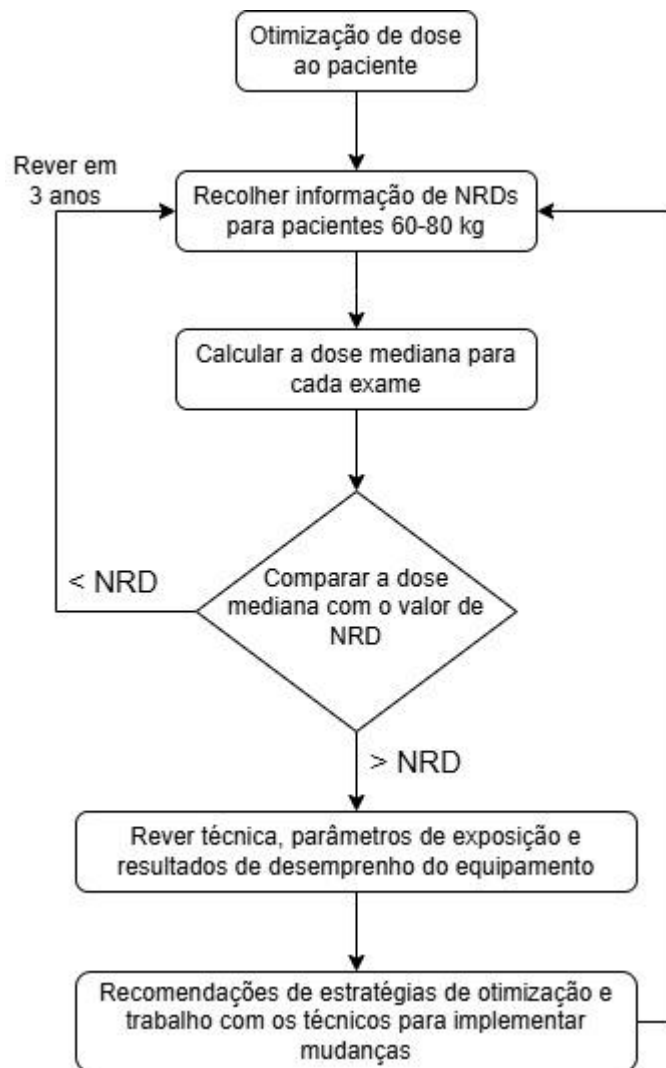 Otimização de dose
ao paciente
Rever em
3 anos
Recolher informação de NRDs
para pacientes 60-80 kg
Calcular a dose mediana para
cada exame
< NRD
Comparar a dose
mediana com o valor de
NRD
> NRD
Rever técnica, parâmetros de exposição e
resultados de desemprenho do equipamento
Recomendações de estratégias de otimização e
trabalho com os técnicos para implementar
mudanças